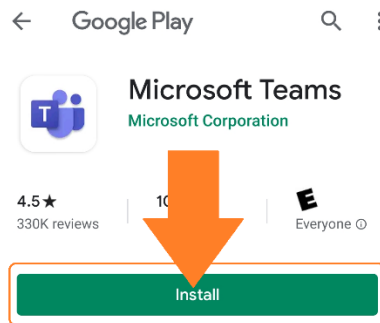 Google Play
Microsoft Teams
Microsoft Corporation
4.5★
330K reviews
Everyone
Install